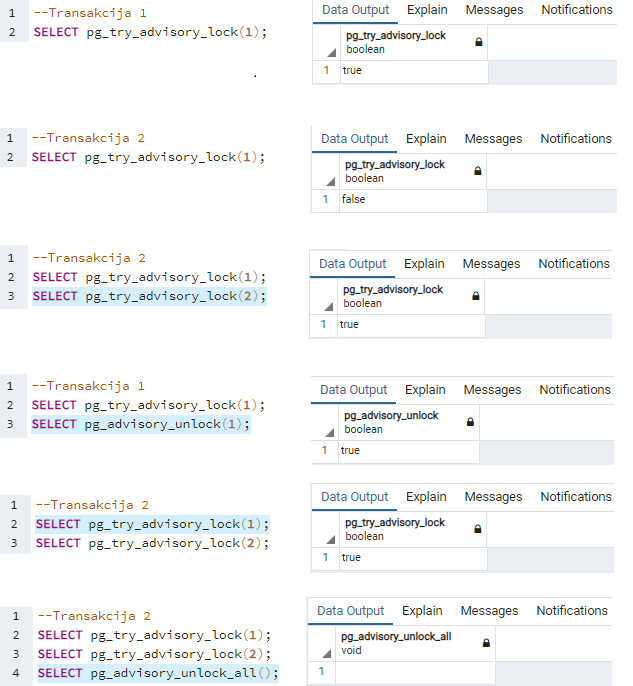 1 --Transakcija 1
2 SELECT pg_try_advisory_lock(1);
Data Output Explain Messages Notifications
pg_try_advisory_lock
boolean
1 true
1 --Transakcija 2
2 SELECT pg_try_advisory_lock(1);
Data Output Explain Messages Notifications
pg_try_advisory_lock
boolean
1 false
1 --Transakcija 2
2 SELECT pg_try_advisory_lock(1);
3 SELECT pg_try_advisory_lock(2);
Data Output Explain Messages Notifications
pg_try_advisory_lock
boolean
1 true
1 --Transakcija 1
2 SELECT pg_try_advisory_lock(1);
3 SELECT pg_advisory_unlock(1);
Data Output Explain Messages Notifications
pg_advisory_unlock
boolean
1 true
1 --Transakcija 2
2 SELECT pg_try_advisory_lock(1);
3 SELECT pg_try_advisory_lock(2);
Data Output Explain Messages Notifications
pg_try_advisory_lock
boolean
1 true
1 --Transakcija 2
2 SELECT pg_try_advisory_lock(1);
3 SELECT pg_try_advisory_lock(2);
4 SELECT pg_advisory_unlock_all();
Data Output Explain Messages Notifications
pg_advisory_unlock_all
void
1